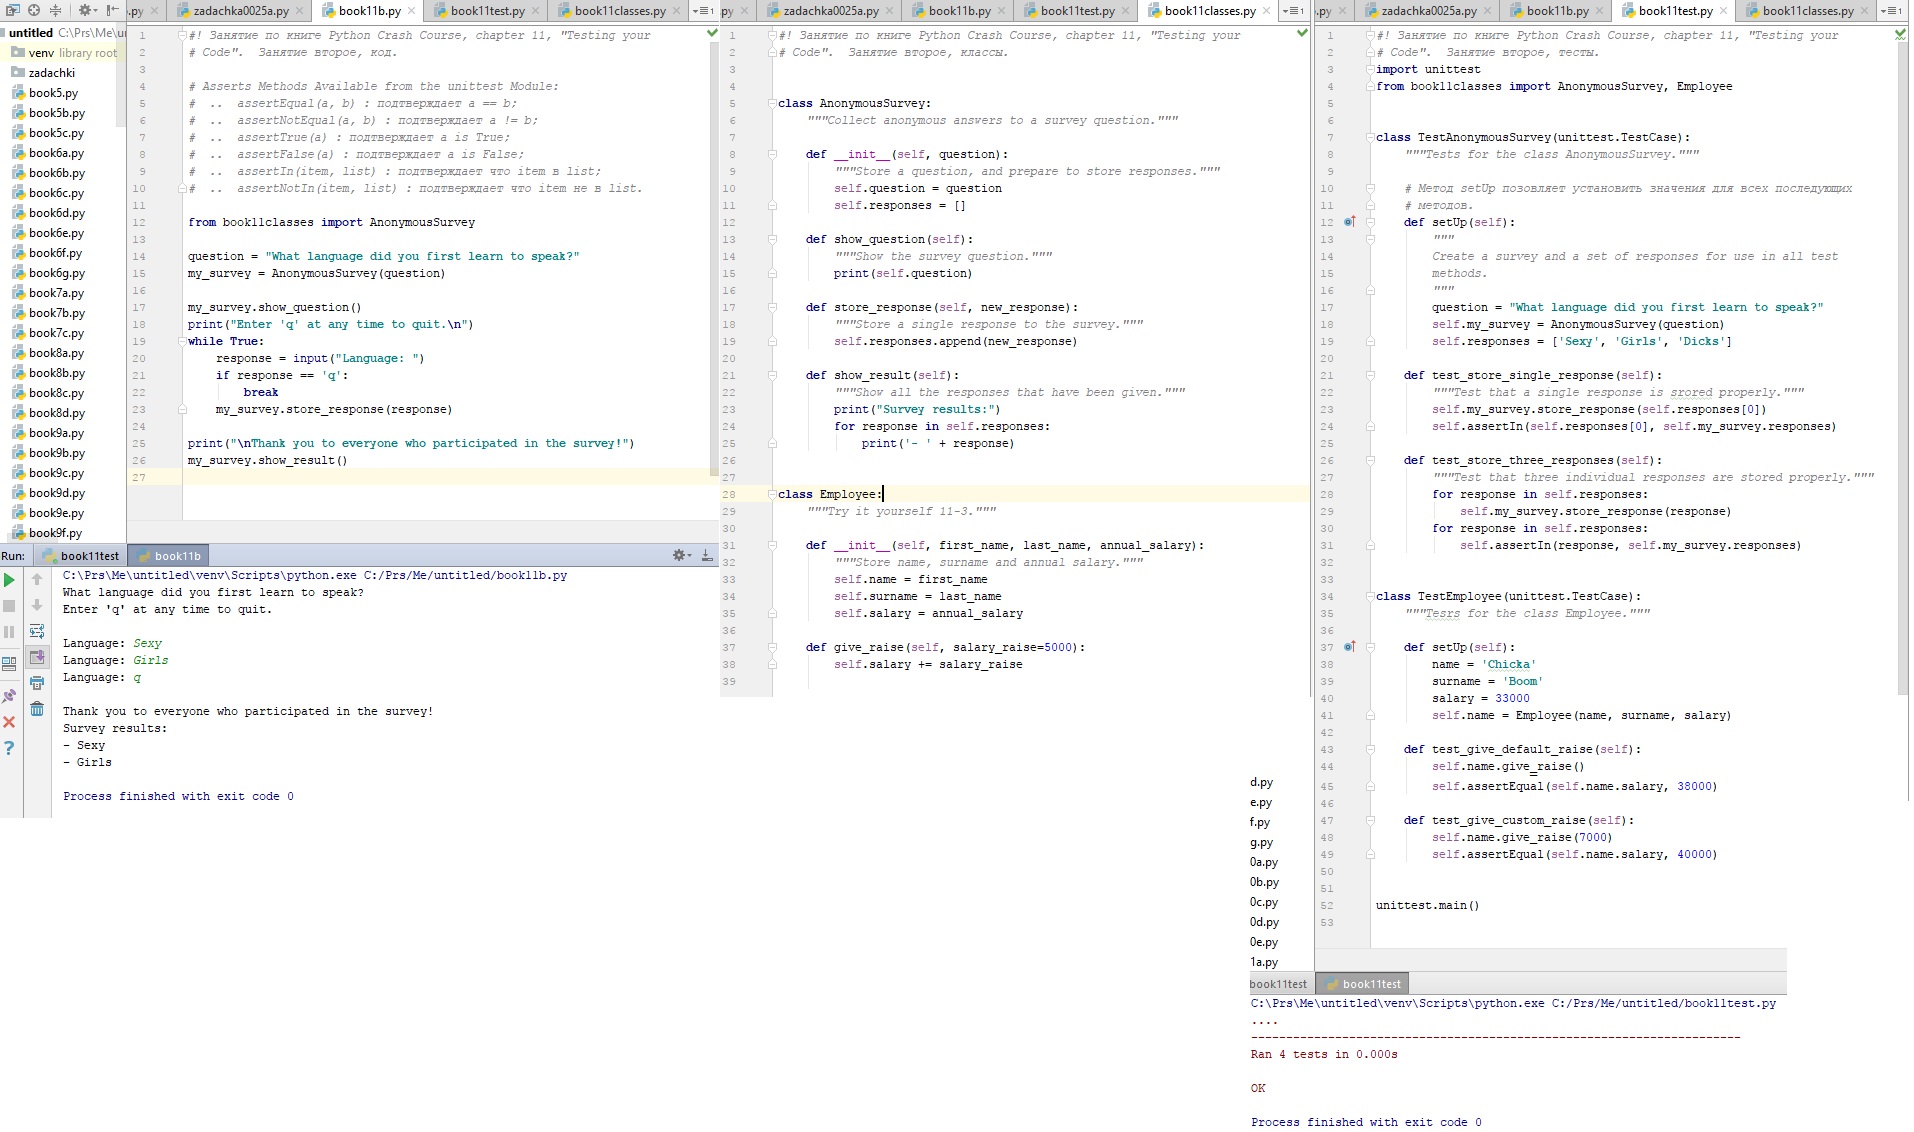 .py
zadachka0025a.py
book11b.py
book11test.py
book11classes.py
untitled C:\Prs\Me\u
venv library root
zadachki
book5.py
book5b.py
book5c.py
book6a.py
book6b.py
book6c.py
book6d.py
book6e.py
book6f.py
book6g.py
book7a.py
book7b.py
book7c.py
book8a.py
book8b.py
book8c.py
book8d.py
book9a.py
book9b.py
book9c.py
book9d.py
book9e.py
book9f.py
1 #! Занятие по книге Python Crash Course, chapter 11, "Testing your
2 # Code".  Занятие второе, код.
3
4 # Asserts Methods Available from the unittest Module:
5 #  ..  assertEqual(a, b) : подтверждает a == b;
6 #  ..  assertNotEqual(a, b) : подтверждает a != b;
7 #  ..  assertTrue(a) : подтверждает a is True;
8 #  ..  assertFalse(a) : подтверждает a is False;
9 #  ..  assertIn(item, list) : подтверждает что item в list;
10 #  ..  assertNotIn(item, list) : подтверждает что item не в list.
11
12 from book11classes import AnonymousSurvey
13
14 question = "What language did you first learn to speak?"
15 my_survey = AnonymousSurvey(question)
16
17 my_survey.show_question()
18 print("Enter 'q' at any time to quit.\n")
19 while True:
20     response = input("Language: ")
21     if response == 'q':
22         break
23     my_survey.store_response(response)
24
25 print("\nThank you to everyone who participated in the survey!")
26 my_survey.show_result()
27
Run: book11test book11b
C:\Prs\Me\untitled\venv\Scripts\python.exe C:/Prs/Me/untitled/book11b.py
What language did you first learn to speak?
Enter 'q' at any time to quit.
Language: Sexy
Language: Girls
Language: q
Thank you to everyone who participated in the survey!
Survey results:
- Sexy
- Girls
Process finished with exit code 0
py
zadachka0025a.py
book11b.py
book11test.py
book11classes.py
1 #! Занятие по книге Python Crash Course, chapter 11, "Testing your
2 # Code".  Занятие второе, классы.
3
4
5 class AnonymousSurvey:
6     """Collect anonymous answers to a survey question."""
7
8     def __init__(self, question):
9         """Store a question, and prepare to store responses."""
10         self.question = question
11         self.responses = []
12
13     def show_question(self):
14         """Show the survey question."""
15         print(self.question)
16
17     def store_response(self, new_response):
18         """Store a single response to the survey."""
19         self.responses.append(new_response)
20
21     def show_result(self):
22         """Show all the responses that have been given."""
23         print("Survey results:")
24         for response in self.responses:
25             print('- ' + response)
26
27
28 class Employee:
29     """Try it yourself 11-3."""
30
31     def __init__(self, first_name, last_name, annual_salary):
32         """Store name, surname and annual salary."""
33         self.name = first_name
34         self.surname = last_name
35         self.salary = annual_salary
36
37     def give_raise(self, salary_raise=5000):
38         self.salary += salary_raise
39
.py
zadachka0025a.py
book11b.py
book11test.py
book11classes.py
1 #! Занятие по книге Python Crash Course, chapter 11, "Testing your
2 # Code".  Занятие второе, тесты.
3 import unittest
4 from book11classes import AnonymousSurvey, Employee
5
6
7 class TestAnonymousSurvey(unittest.TestCase):
8     """Tests for the class AnonymousSurvey."""
9
10     # Метод setUp позовляет установить значения для всех последующих
11     # методов.
12     def setUp(self):
13         """
14         Create a survey and a set of responses for use in all test
15         methods.
16         """
17         question = "What language did you first learn to speak?"
18         self.my_survey = AnonymousSurvey(question)
19         self.responses = ['Sexy', 'Girls', 'Dicks']
20
21     def test_store_single_response(self):
22         """Test that a single response is srored properly."""
23         self.my_survey.store_response(self.responses[0])
24         self.assertIn(self.responses[0], self.my_survey.responses)
25
26     def test_store_three_responses(self):
27         """Test that three individual responses are stored properly."""
28         for response in self.responses:
29             self.my_survey.store_response(response)
30         for response in self.responses:
31             self.assertIn(response, self.my_survey.responses)
32
33
34 class TestEmployee(unittest.TestCase):
35     """Tesrs for the class Employee."""
36
37     def setUp(self):
38         name = 'Chicka'
39         surname = 'Boom'
40         salary = 33000
41         self.name = Employee(name, surname, salary)
42
43     def test_give_default_raise(self):
44         self.name.give_raise()
45         self.assertEqual(self.name.salary, 38000)
46
47     def test_give_custom_raise(self):
48         self.name.give_raise(7000)
49         self.assertEqual(self.name.salary, 40000)
50
51
52 unittest.main()
53
d.py
e.py
f.py
g.py
0a.py
0b.py
0c.py
0d.py
0e.py
1a.py
book11test book11test
C:\Prs\Me\untitled\venv\Scripts\python.exe C:/Prs/Me/untitled/book11test.py
....
----------------------------------------------------------------------
Ran 4 tests in 0.000s
OK
Process finished with exit code 0